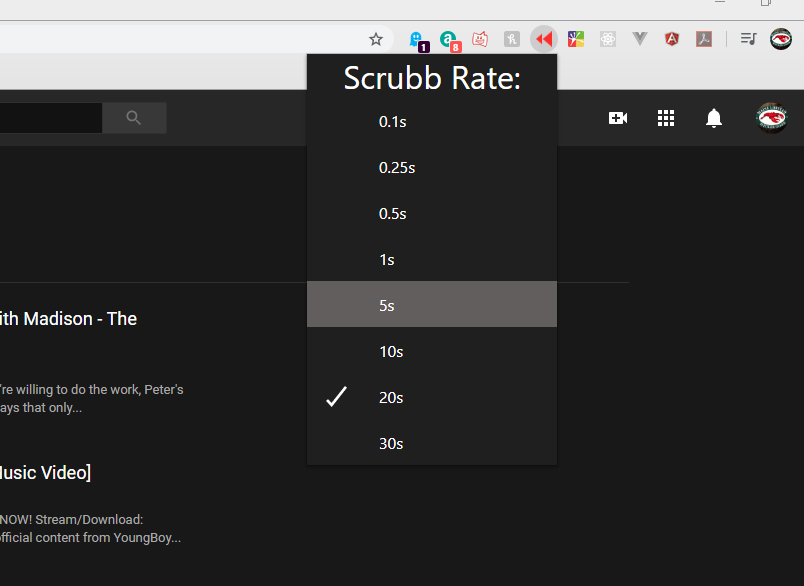 1
8
Scrubb Rate:
0.1s
0.25s
0.5s
1s
5s
10s
20s
30s
ith Madison - The
're willing to do the work, Peter's
ays that only...
usic Video]
NOW! Stream/Download:
fficial content from YoungBoy...